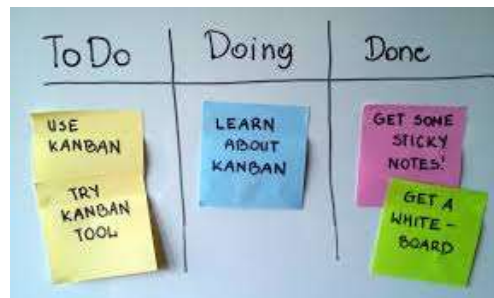 To Do
Doing
Done
USE
KANBAN
TRY
KANBAN
TOOL
LEARN
ABOUT
KANBAN
GET SOME
STICKY
NOTES!
GET A
WHITE-
BOARD